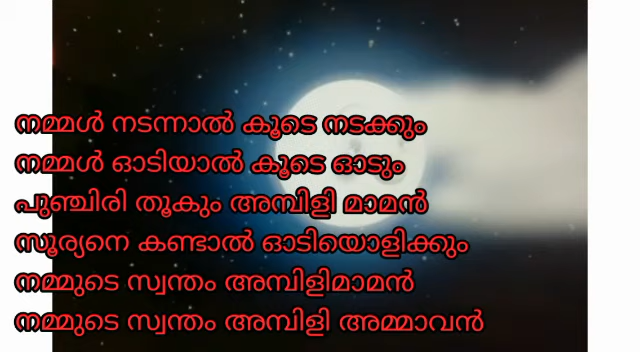 നമ്മൾ നടന്നാൽ കൂടെ നടക്കും
നമ്മൾ ഓടിയാൽ കൂടെ ഓടും
പുഞ്ചിരി തൂകും അമ്പിളി മാമൻ
സൂര്യനെ കണ്ടാൽ ഓടിയൊളിക്കും
നമ്മുടെ സ്വന്തം അമ്പിളിമാമൻ
നമ്മുടെ സ്വന്തം അമ്പിളി അമ്മാവൻ